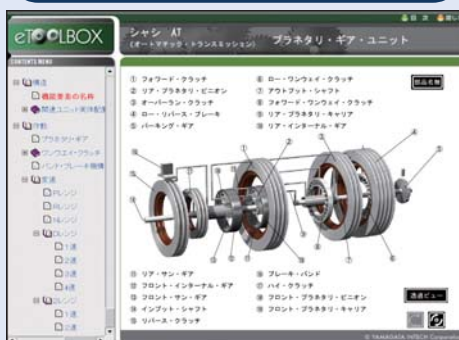 eTOOLBOX
シャシ AT
(オートマチック・トランスミッション)
プラネタリ・ギア・ユニット
目 次
CONTENTS MENU
構造
機能要素の名称
作動
プラネタリ・ギア
ワンウエイ・クラッチ
バンド・ブレーキ機構
変速
Pレンジ
Rレンジ
Nレンジ
Dレンジ
1速
2速
3速
4速
2レンジ
1速
2速
① フォワード・クラッチ
② リア・プラネタリ・ピニオン
③ オーバーラン・クラッチ
④ ロー・リバース・ブレーキ
⑤ パーキング・ギア
⑥ ロー・ワンウェイ・クラッチ
⑦ アウトプット・シャフト
⑧ フォワード・ワンウェイ・クラッチ
⑨ リア・プラネタリ・キャリア
⑩ リア・インターナル・ギア
部品名称
⑪ リア・サン・ギア
⑫ フロント・インターナル・ギア
⑬ フロント・サン・ギア
⑭ インプット・シャフト
⑮ リバース・クラッチ
⑯ ブレーキ・バンド
⑰ ハイ・クラッチ
⑱ フロント・プラネタリ・ピニオン
⑲ フロント・プラネタリ・キャリア
透過ビュー
© YAMAGATA INTECH Corporation